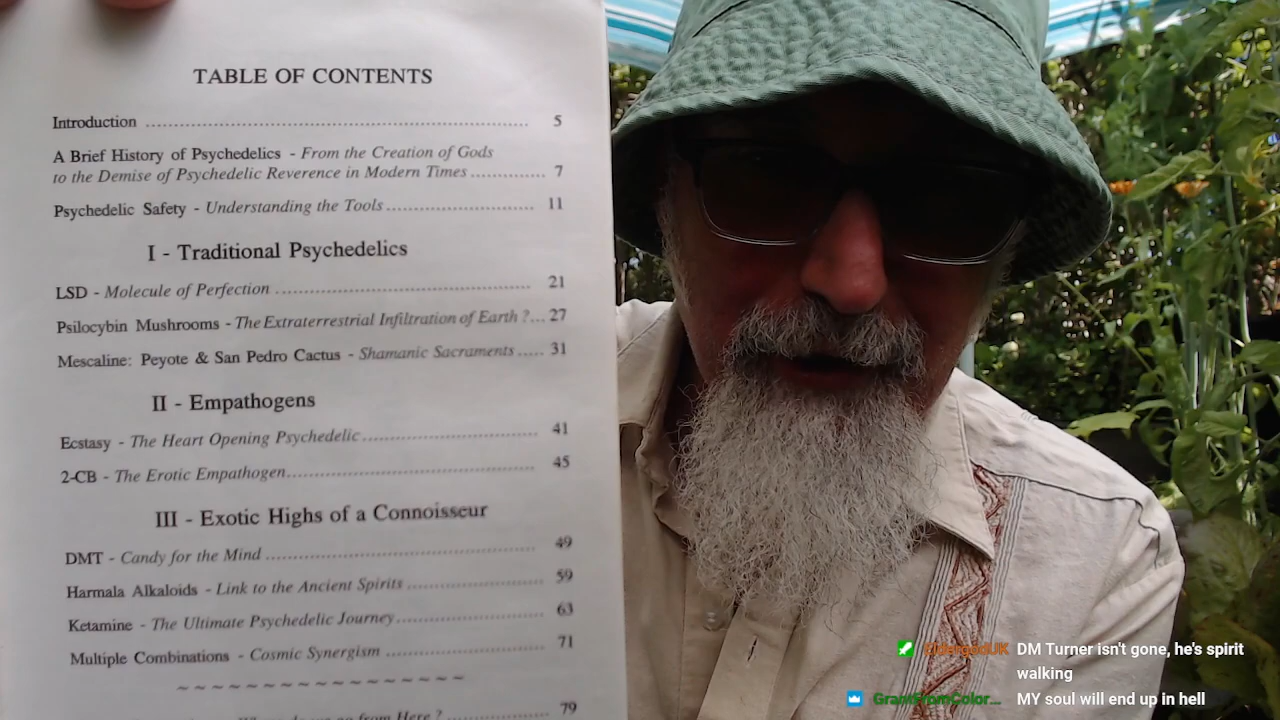 TABLE OF CONTENTS
Introduction ........ 5
A Brief History of Psychedelics - From the Creation of Gods
to the Demise of Psychedelic Reverence in Modern Times ........ 7
Psychedelic Safety - Understanding the Tools ........ 11
I - Traditional Psychedelics
LSD - Molecule of Perfection ........ 21
Psilocybin Mushrooms - The Extraterrestrial Infiltration of Earth ?... 27
Mescaline: Peyote & San Pedro Cactus - Shamanic Sacraments ..... 31
II - Empathogens
Ecstasy - The Heart Opening Psychedelic ........ 41
2-CB - The Erotic Empathogen ........ 45
III - Exotic Highs of a Connoisseur
DMT - Candy for the Mind ........ 49
Harmala Alkaloids - Link to the Ancient Spirits ........ 59
Ketamine - The Ultimate Psychedelic Journey ........ 63
Multiple Combinations - Cosmic Synergism ........ 71
from Here ? ........ 79
DM Turner isn't gone, he's spirit
walking
GrantFromColor... MY soul will end up in hell